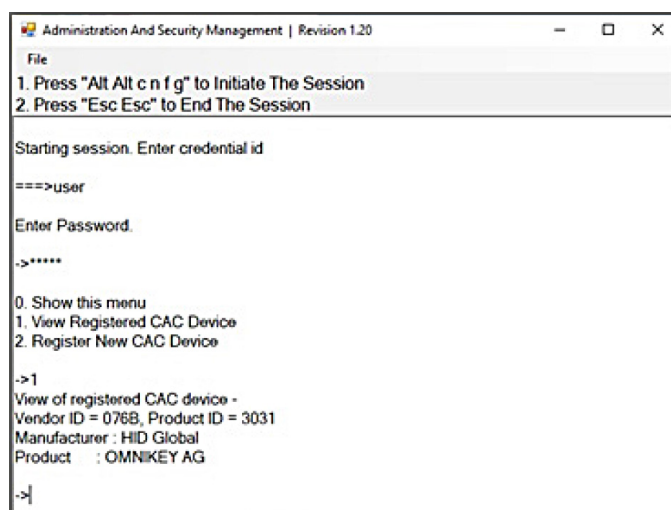 Administration And Security Management | Revision 1.20
File
1. Press "Alt Alt c n f g" to Initiate The Session
2. Press "Esc Esc" to End The Session
Starting session. Enter credential id
===>user
Enter Password.
->*****
0. Show this menu
1. View Registered CAC Device
2. Register New CAC Device
->1
View of registered CAC device -
Vendor ID = 076B, Product ID = 3031
Manufacturer : HID Global
Product : OMNIKEY AG
->